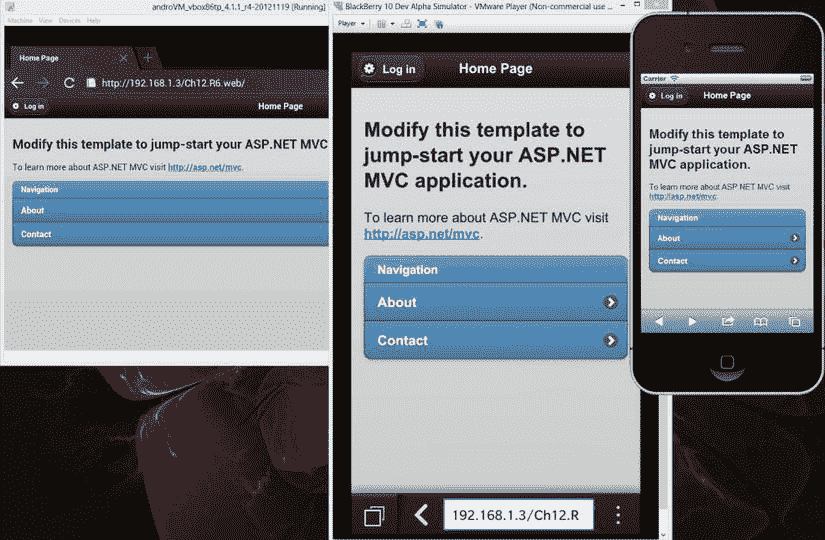 androVM_vbox86tp_4.1.1_r4-20121119 [Running]
Machine View Devices Help
Home Page
http://192.168.1.3/Ch12.R6.web/
Log in
Home Page
Modify this template to jump-start your ASP.NET MVC
To learn more about ASP.NET MVC visit http://asp.net/mvc.
Navigation
About
Contact
BlackBerry 10 Dev Alpha Simulator - VMware Player (Non-commercial use ...
Player
Log in
Home Page
Modify this template to
jump-start your ASP.NET
MVC application.
To learn more about ASP.NET MVC visit
http://asp.net/mvc.
Navigation
About
Contact
192.168.1.3/Ch12.R
Carrier
Log in
Home Page
Modify this template to
jump-start your ASP.NET
MVC application.
To learn more about ASP.NET MVC visit
http://asp.net/mvc.
Navigation
About
Contact